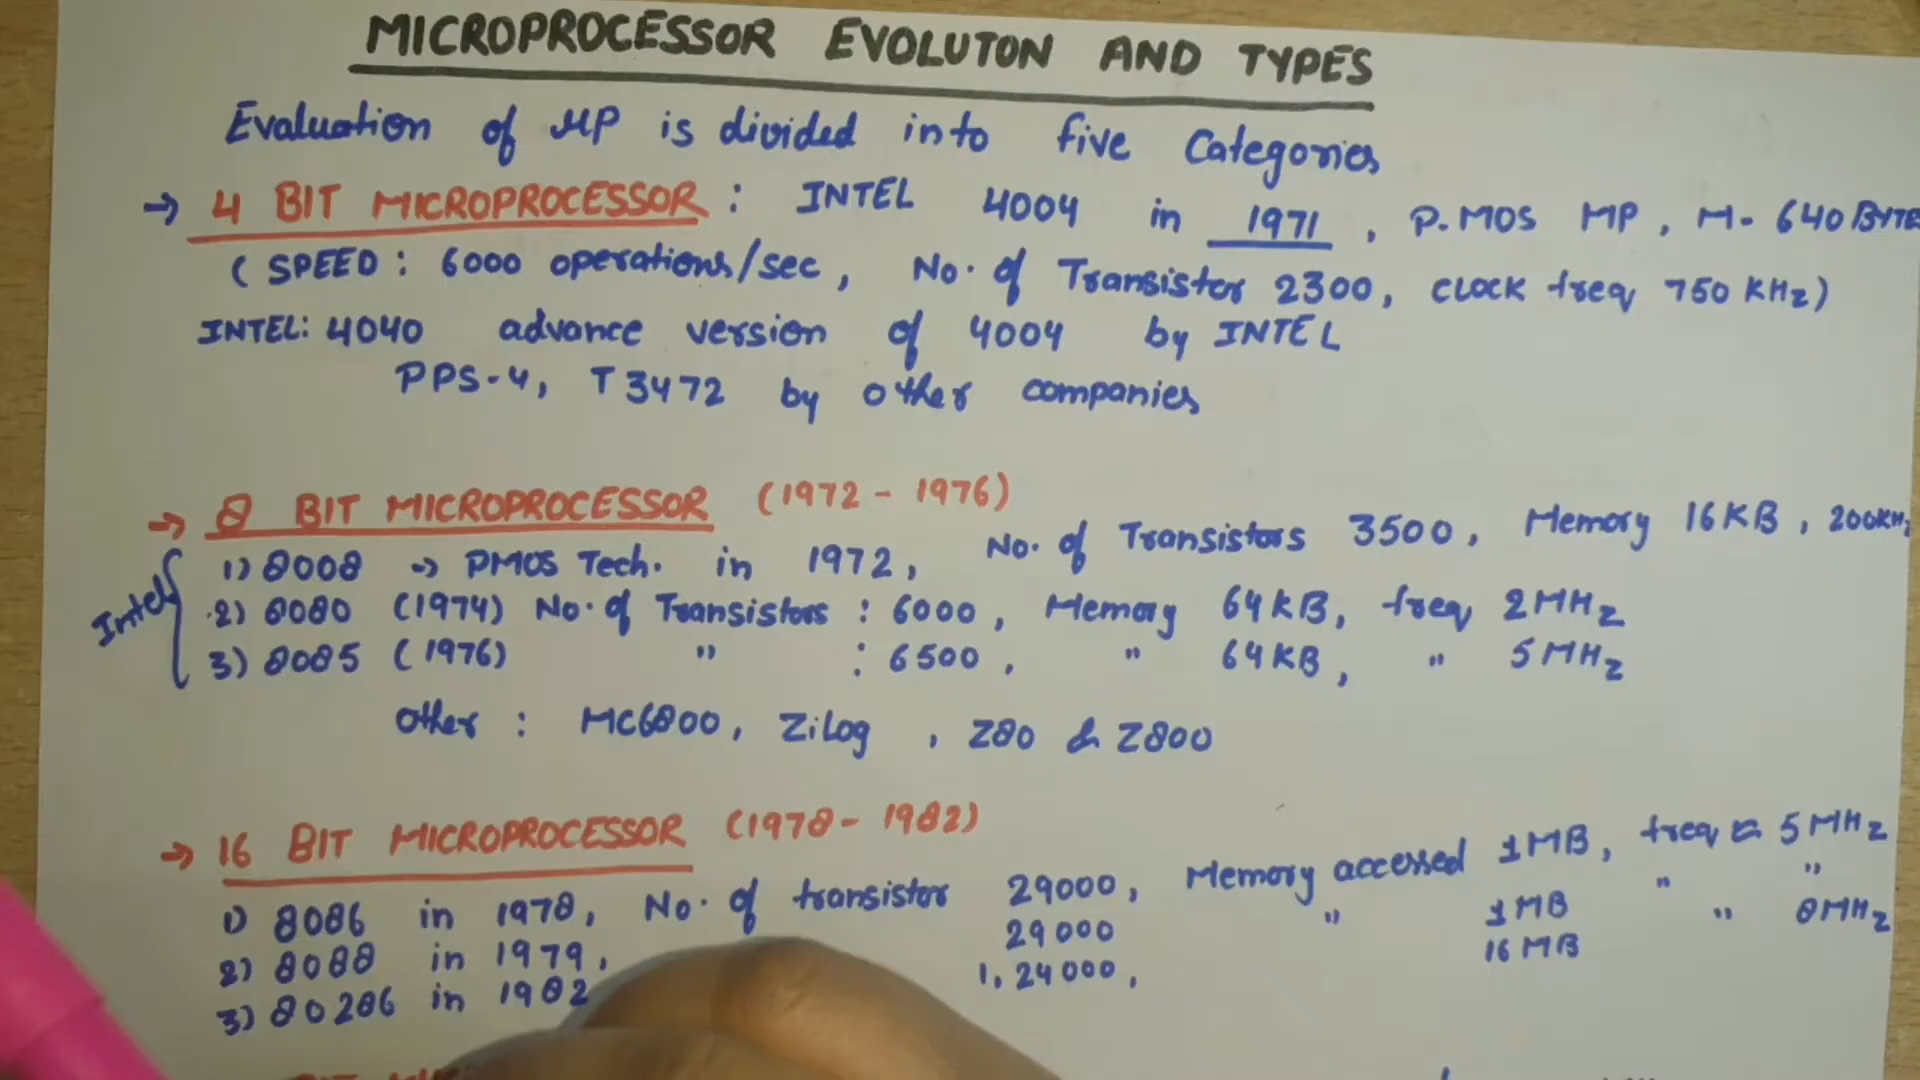 MICROPROCESSOR EVOLUTON AND TYPES
Evaluation of MP is divided into five Categories
→ 4 BIT MICROPROCESSOR : INTEL 4004 in 1971 , P.MOS MP , M- 640 BYTE
( SPEED : 6000 operations/sec , No. of Transistor 2300, CLOCK freq 750 KHz )
INTEL: 4040 advance version of 4004 by INTEL
PPS-4, T3472 by other companies
→ 8 BIT MICROPROCESSOR (1972 - 1976)
1) 8008 → PMOS Tech. in 1972, No. of Transistors 3500, Memory 16KB , 200KHz
Intel
2) 8080 (1974) No. of Transistors : 6000 , Memory 64KB, freq 2MHz
3) 8085 (1976) " : 6500 , " 64KB , " 5MHz
Other : MC6800, Zilog , Z80 & Z800
→ 16 BIT MICROPROCESSOR (1978 - 1982)
1) 8086 in 1978, No. of transistor 29000, Memory accessed 1MB, freq = 5MHz
2) 8088 in 1979, 29000 " 1MB " "
3) 80286 in 1982 1,24000, 16MB " 8MHz
BIT